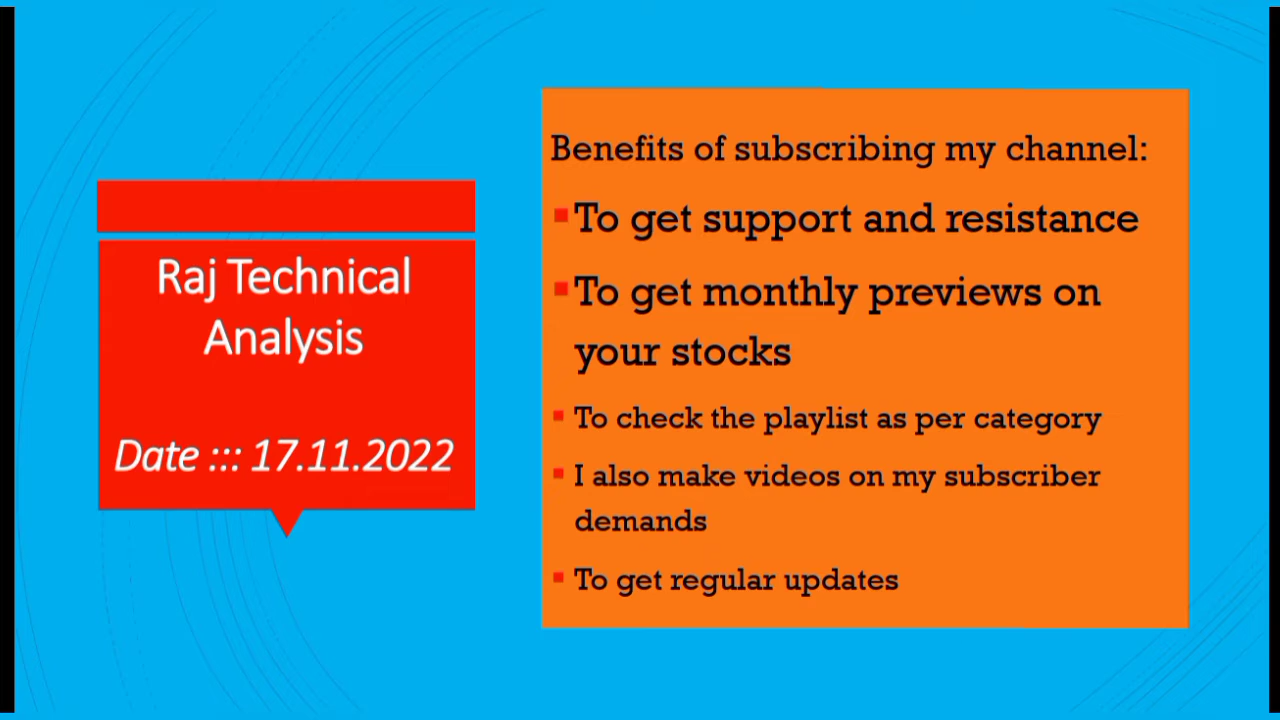 Raj Technical
Analysis
Date ::: 17.11.2022
Benefits of subscribing my channel:
▪To get support and resistance
▪To get monthly previews on
your stocks
▪ To check the playlist as per category
▪ I also make videos on my subscriber
demands
▪ To get regular updates